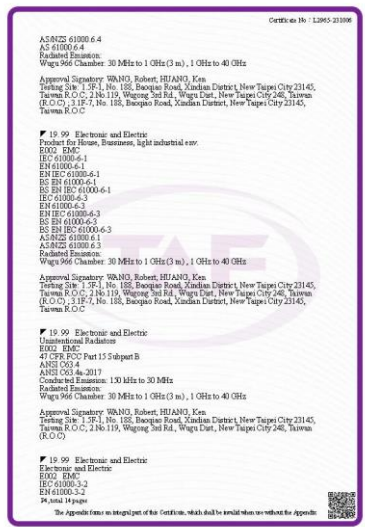 Certificate No : L2965-231006
AS/NZS 61000.6.4
AS 61000.6.4
Radiated Emission:
Wugu 966 Chamber: 30 MHz to 1 GHz (3 m) , 1 GHz to 40 GHz
Approval Signatory: WANG, Robert; HUANG, Ken
Testing Site: 1.5F-1, No. 188, Baoqiao Road, Xindian District, New Taipei City 23145,
Taiwan R.O.C; 2.No.119, Wugong 3rd Rd., Wugu Dist., New Taipei City 248, Taiwan
(R.O.C) ; 3.1F-7, No. 188, Baoqiao Road, Xindian District, New Taipei City 23145,
Taiwan R.O.C
19. 99 Electronic and Electric
Product for House, Bussiness, light industrial env.
E002 EMC
IEC 61000-6-1
EN 61000-6-1
EN IEC 61000-6-1
BS EN 61000-6-1
BS EN IEC 61000-6-1
IEC 61000-6-3
EN 61000-6-3
EN IEC 61000-6-3
BS EN 61000-6-3
BS EN IEC 61000-6-3
AS/NZS 61000.6.1
AS/NZS 61000.6.3
Radiated Emission:
Wugu 966 Chamber: 30 MHz to 1 GHz (3 m) , 1 GHz to 40 GHz
Approval Signatory: WANG, Robert; HUANG, Ken
Testing Site: 1.5F-1, No. 188, Baoqiao Road, Xindian District, New Taipei City 23145,
Taiwan R.O.C; 2.No.119, Wugong 3rd Rd., Wugu Dist., New Taipei City 248, Taiwan
(R.O.C) ; 3.1F-7, No. 188, Baoqiao Road, Xindian District, New Taipei City 23145,
Taiwan R.O.C
TAF
19. 99 Electronic and Electric
Unintentional Radiators
E002 EMC
47 CFR FCC Part 15 Subpart B
ANSI C63.4
ANSI C63.4a-2017
Conducted Emission: 150 kHz to 30 MHz
Radiated Emission:
Wugu 966 Chamber: 30 MHz to 1 GHz (3 m) , 1 GHz to 40 GHz
Approval Signatory: WANG, Robert; HUANG, Ken
Testing Site: 1.5F-1, No. 188, Baoqiao Road, Xindian District, New Taipei City 23145,
Taiwan R.O.C; 2.No.119, Wugong 3rd Rd., Wugu Dist., New Taipei City 248, Taiwan
(R.O.C)
19. 99 Electronic and Electric
Electronic and Electric
E002 EMC
IEC 61000-3-2
EN 61000-3-2
P4, total 14 pages
The Appendix forms an integral part of this Certificate, which shall be invalid when use without the Appendix